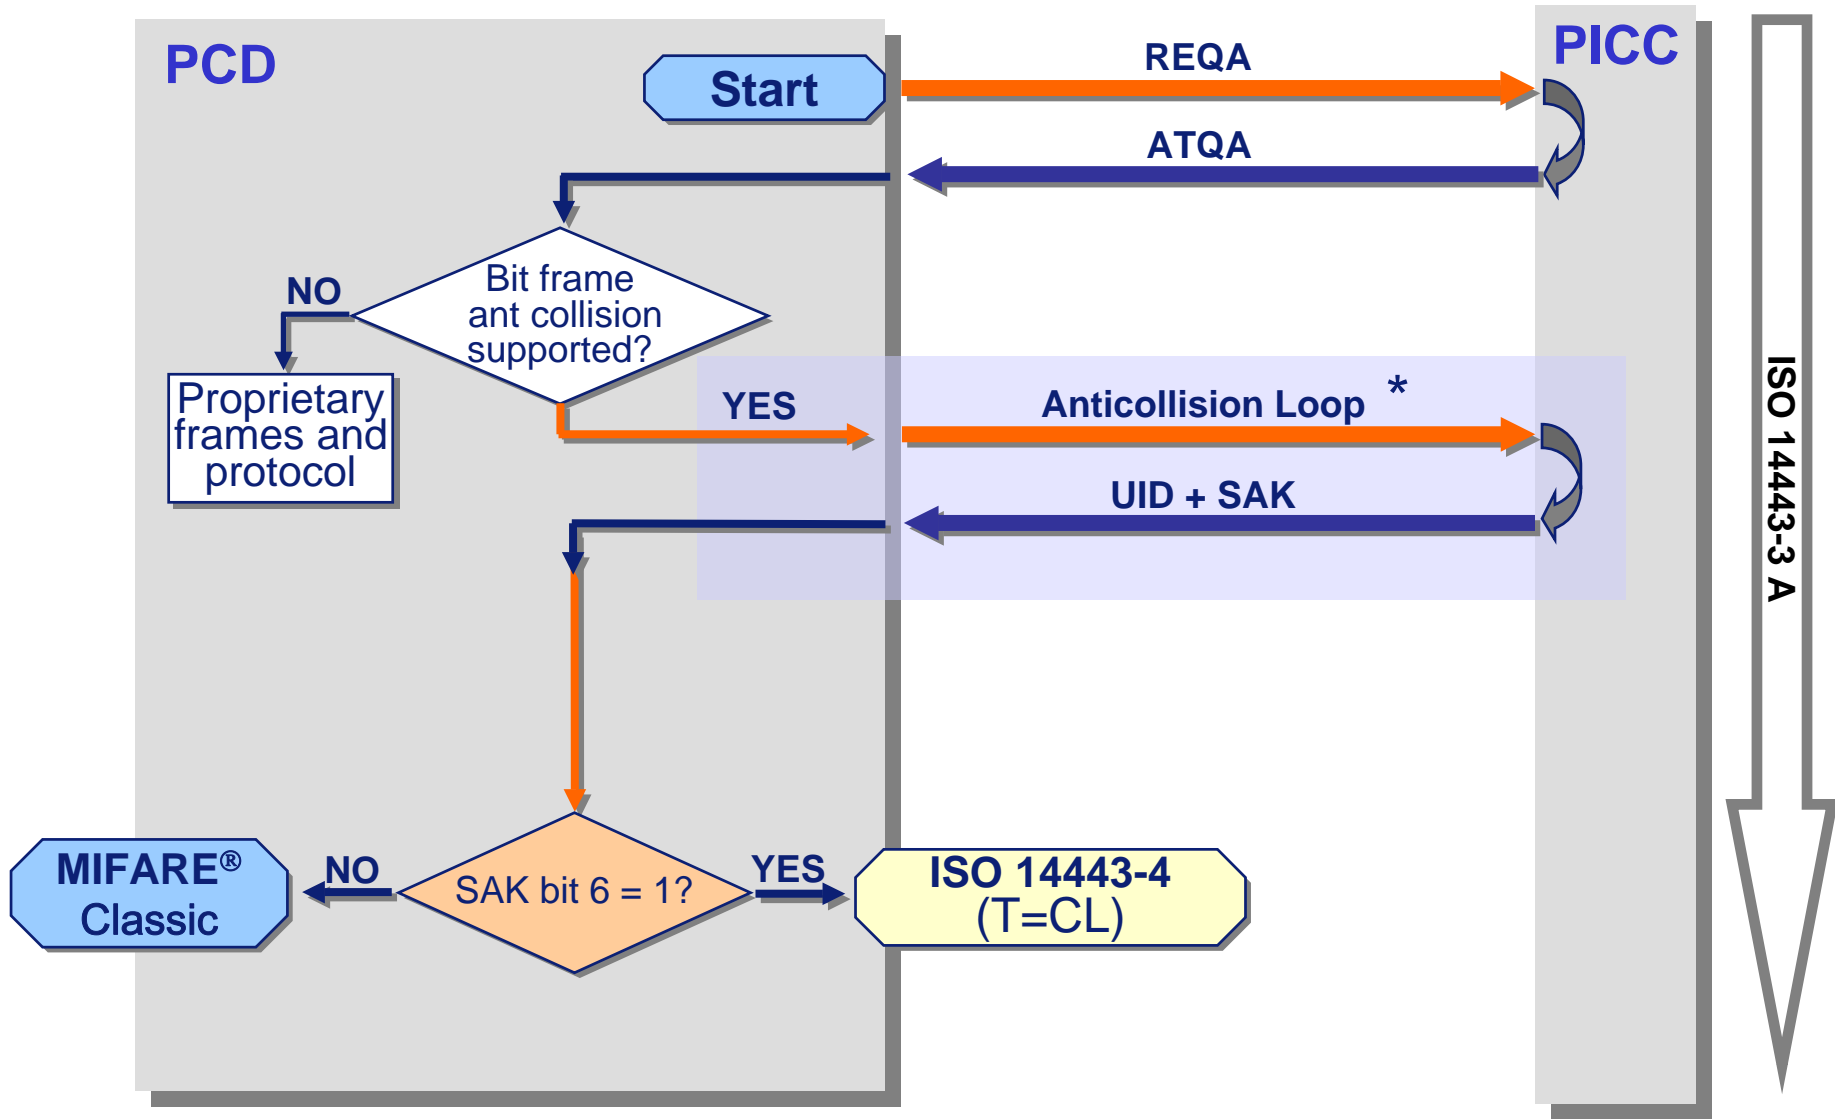 PCD
PICC
Start
REQA
ATQA
Bit frame
ant collision
supported?
NO
Proprietary
frames and
protocol
YES
Anticollision Loop *
UID + SAK
ISO 14443-3 A
MIFARE®
Classic
NO
SAK bit 6 = 1?
YES
ISO 14443-4
(T=CL)